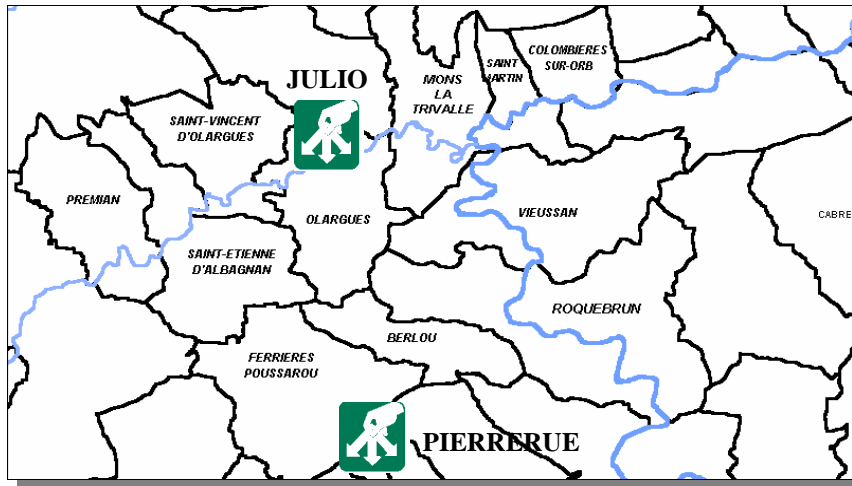 COLOMBIERES
SUR-ORB
SAINT
MARTIN
MONS
LA
TRIVALLE
JULIO
SAINT-VINCENT
D'OLARGUES
PREMIAN
OLARGUES
VIEUSSAN
CABRE
SAINT-ETIENNE
D'ALBAGNAN
ROQUEBRUN
BERLOU
FERRIERES
POUSSAROU
PIERRERUE